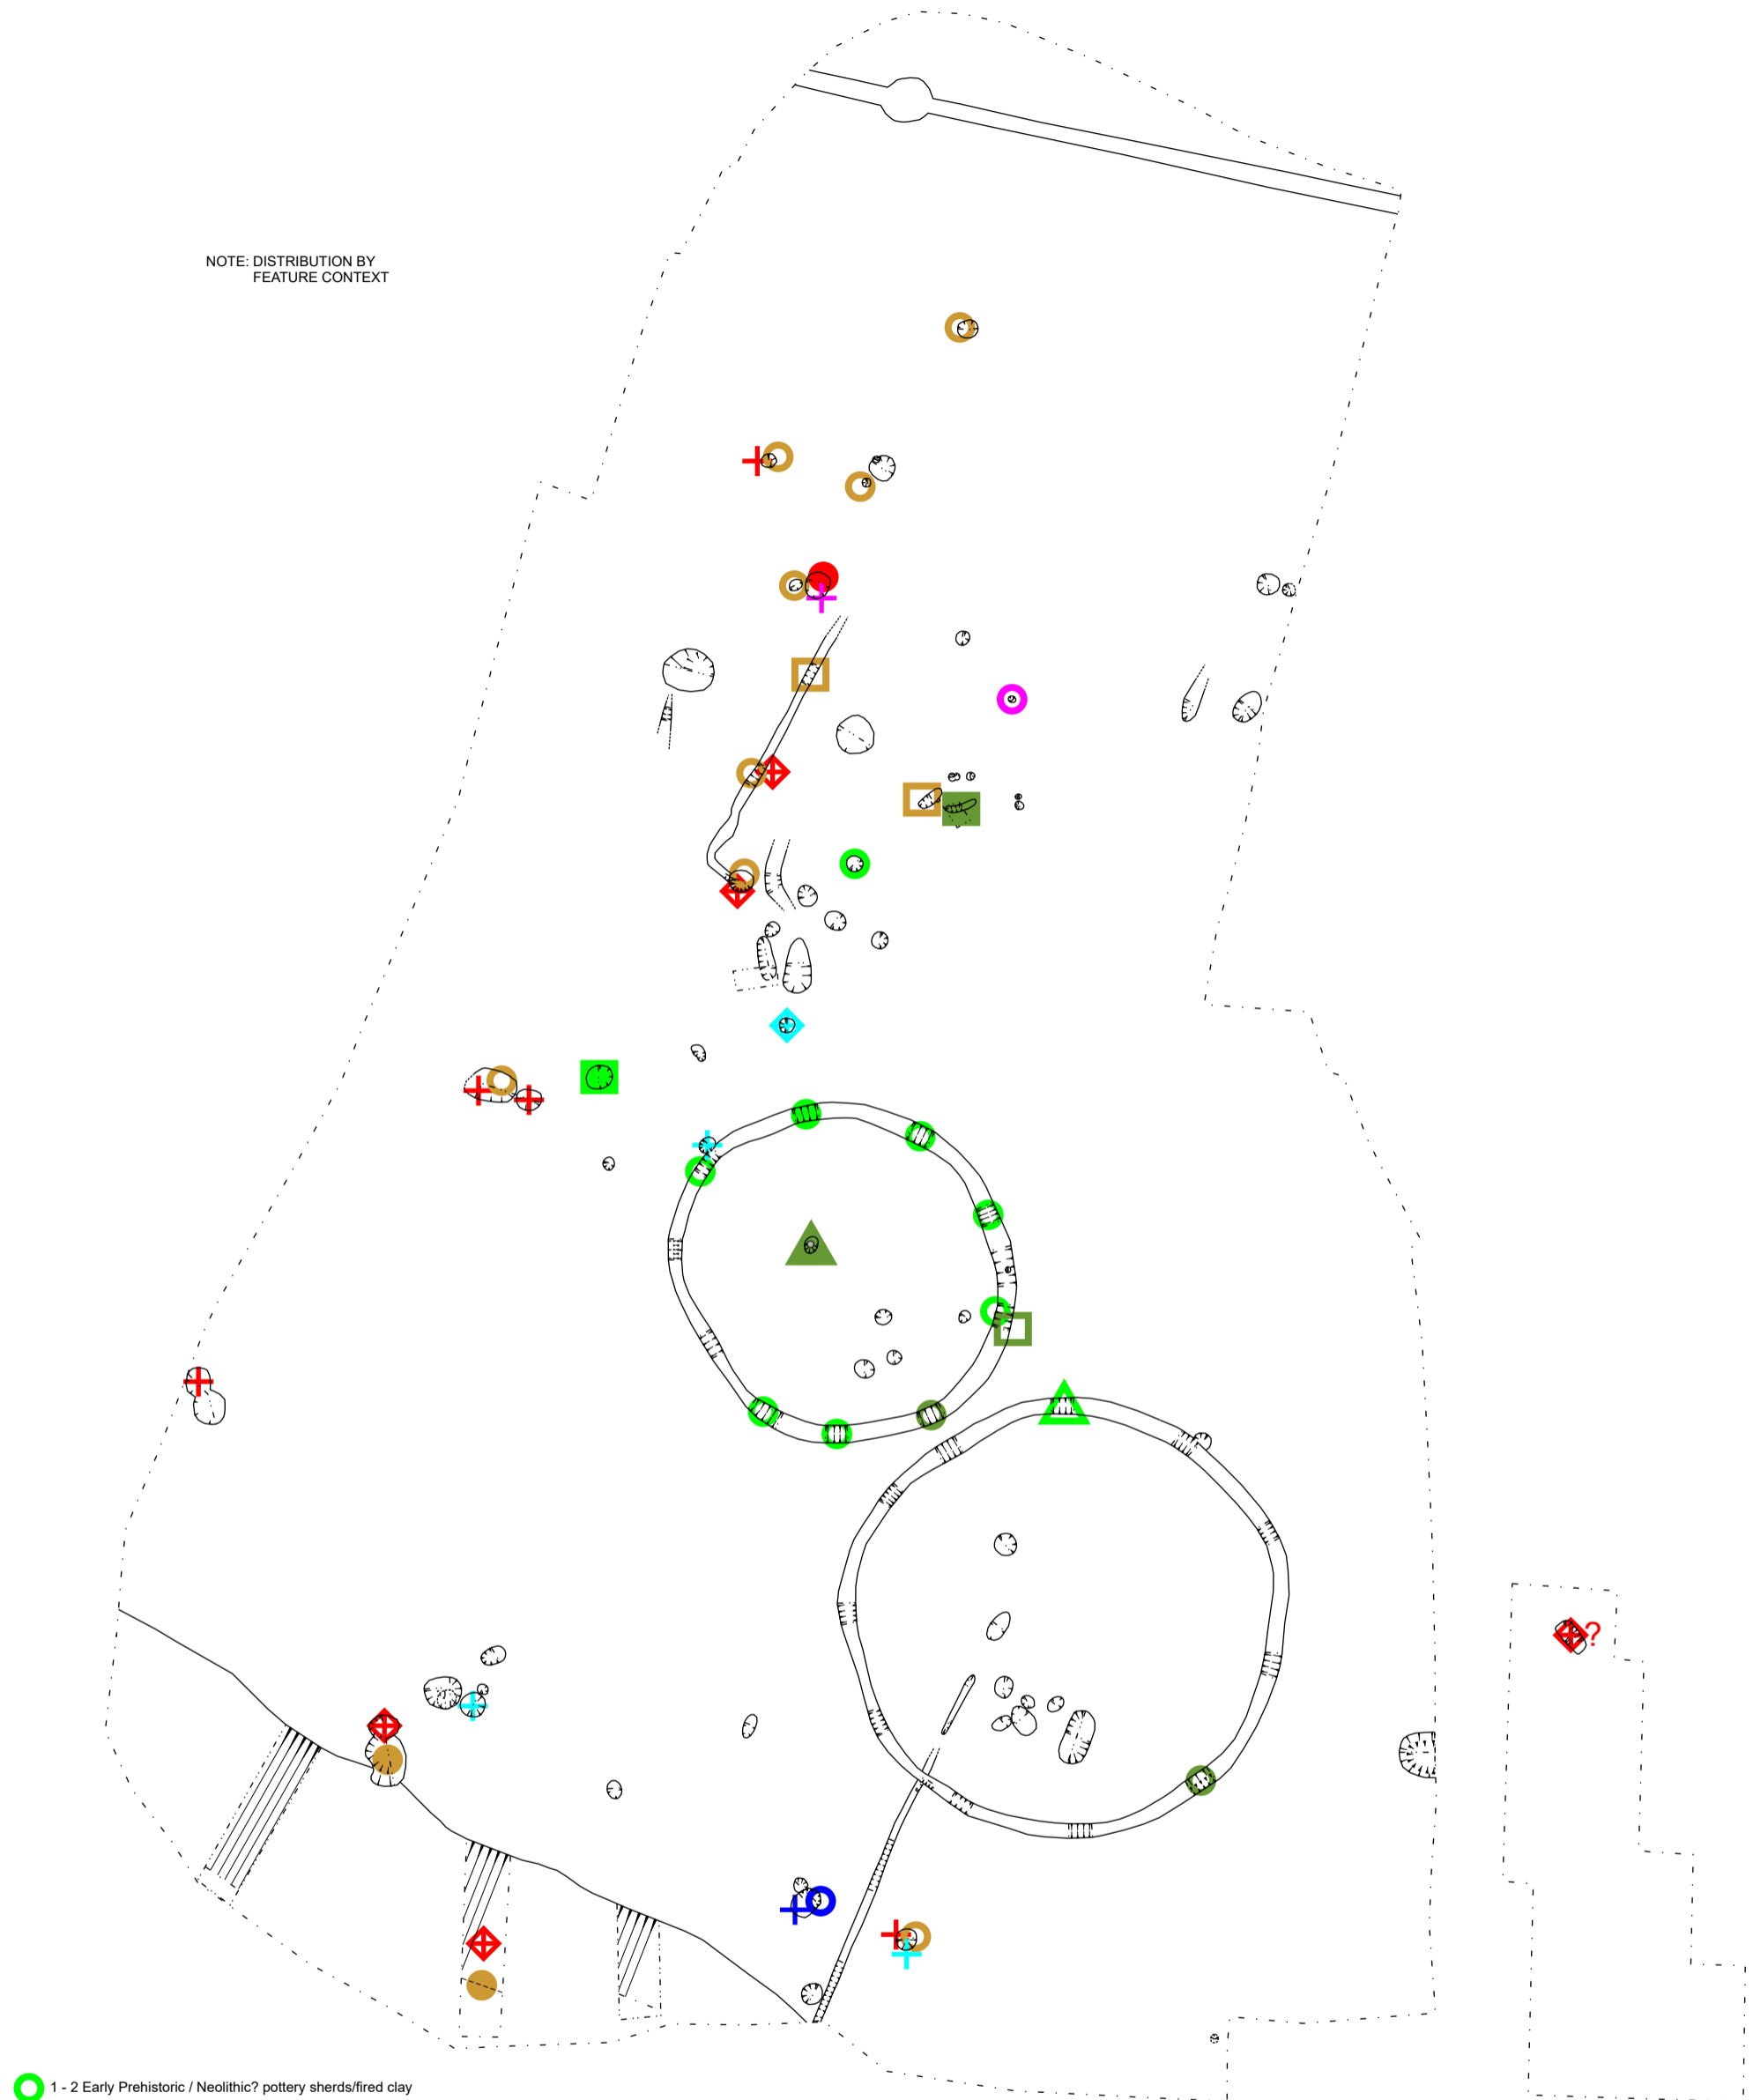 NOTE: DISTRIBUTION BY
FEATURE CONTEXT
?
1 - 2 Early Prehistoric / Neolithic? pottery sherds/fired clay